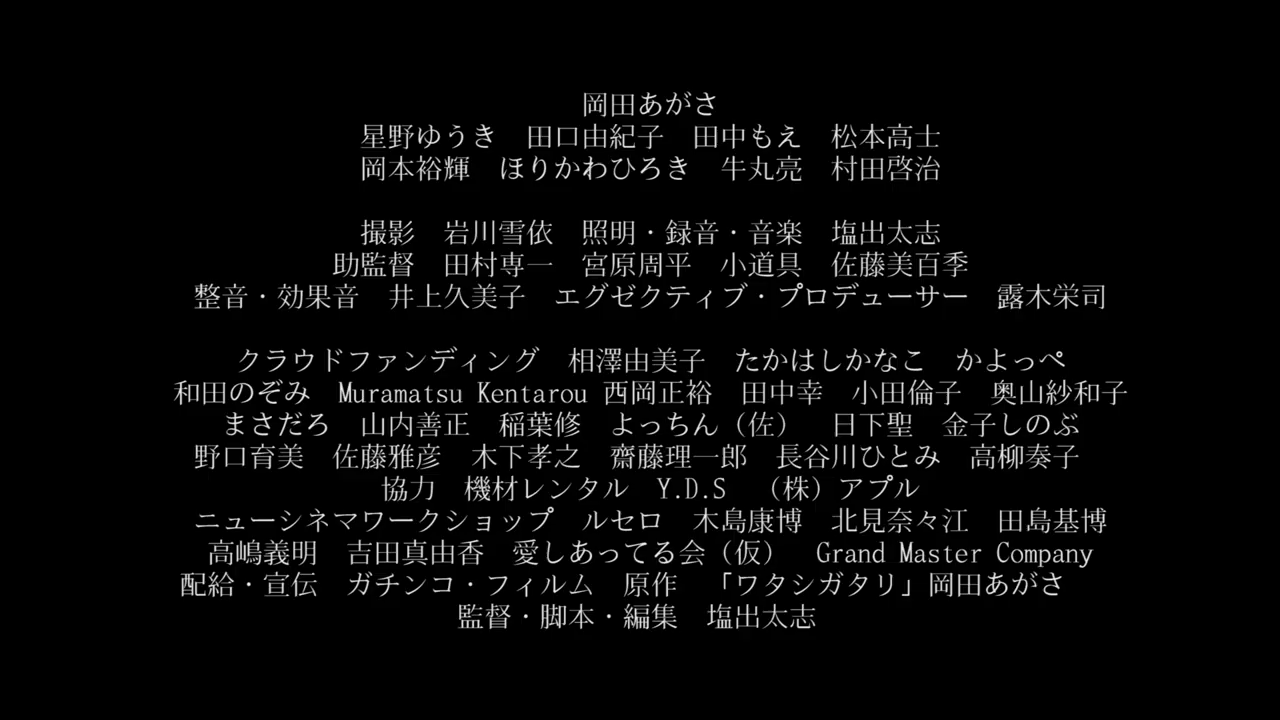 岡田あがさ
星野ゆうき　田口由紀子　田中もえ　松本高士
岡本裕輝　ほりかわひろき　牛丸亮　村田啓治
撮影　岩川雪依　照明・録音・音楽　塩出太志
助監督　田村専一　宮原周平　小道具　佐藤美百季
整音・効果音　井上久美子　エグゼクティブ・プロデューサー　露木栄司
クラウドファンディング　相澤由美子　たかはしかなこ　かよっぺ
和田のぞみ　Muramatsu Kentarou 西岡正裕　田中幸　小田倫子　奥山紗和子
まさだろ　山内善正　稲葉修　よっちん（佐）　日下聖　金子しのぶ
野口育美　佐藤雅彦　木下孝之　齋藤理一郎　長谷川ひとみ　高柳奏子
協力　機材レンタル　Y.D.S　（株）アプル
ニューシネマワークショップ　ルセロ　木島康博　北見奈々江　田島基博
高嶋義明　吉田真由香　愛しあってる会（仮）　Grand Master Company
配給・宣伝　ガチンコ・フィルム　原作　「ワタシガタリ」岡田あがさ
監督・脚本・編集　塩出太志